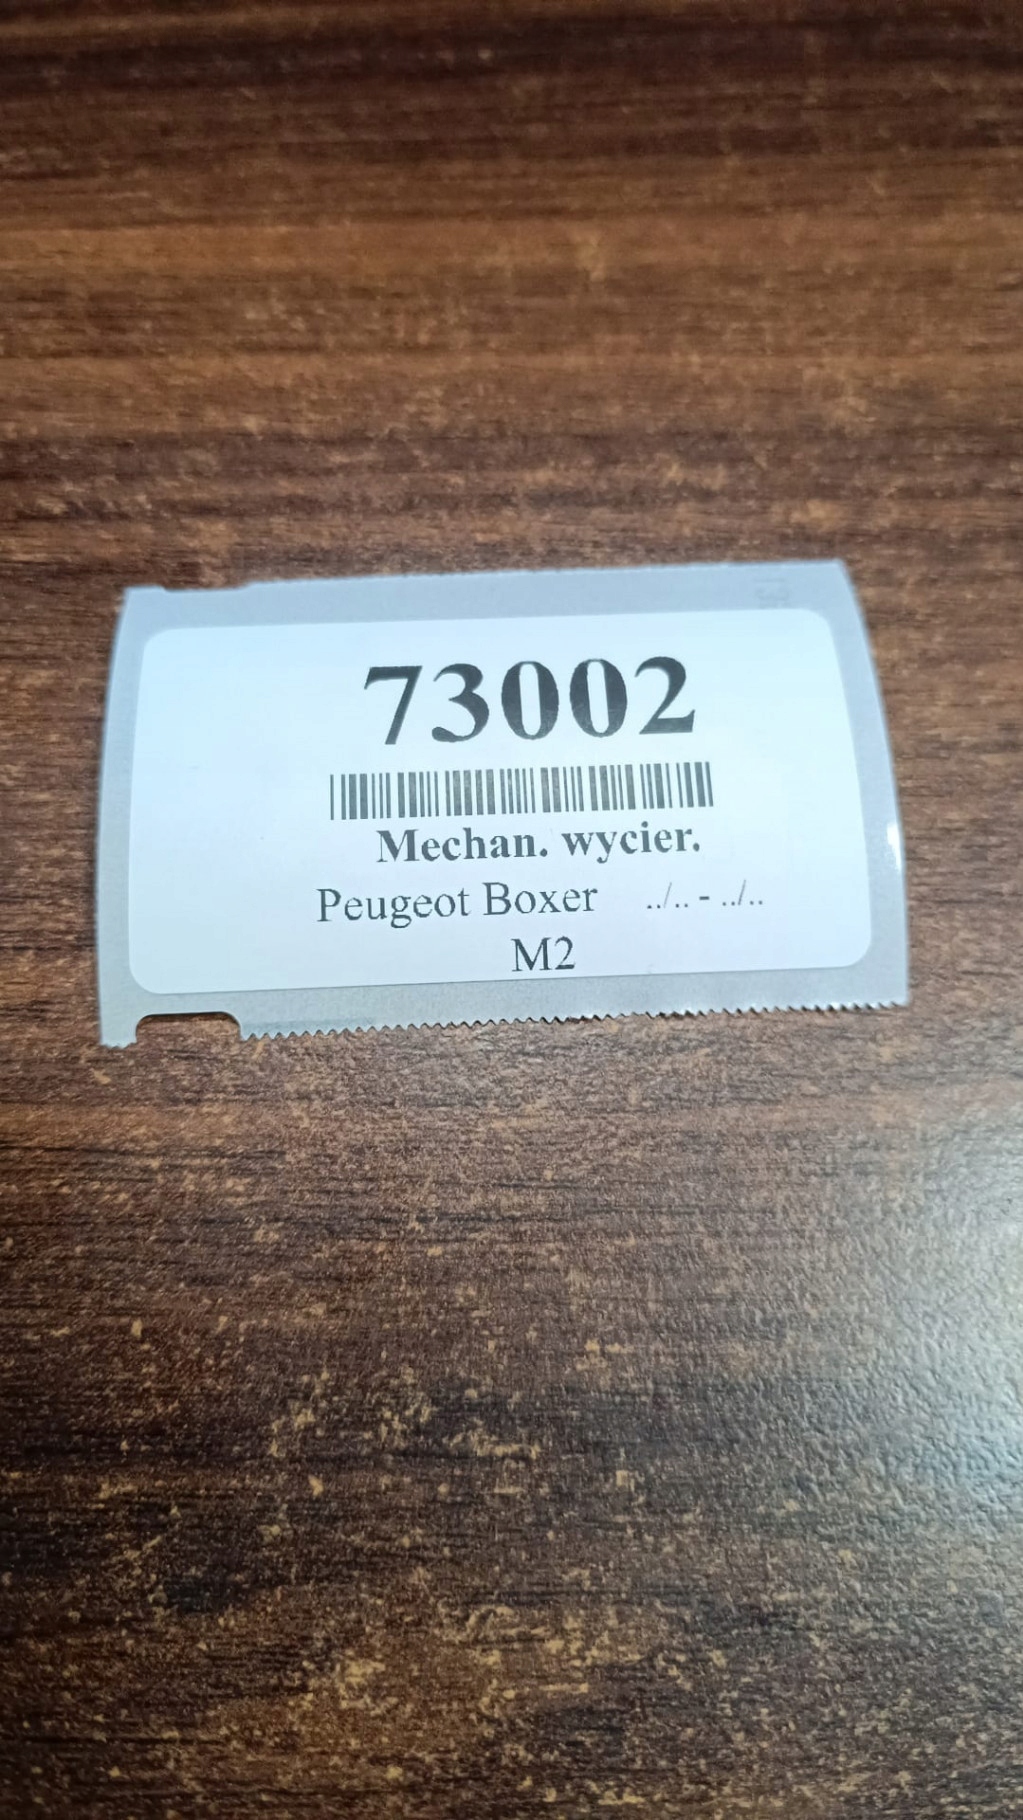 73002
Mechan. wycier.
Peugeot Boxer ../.. - ../..
M2